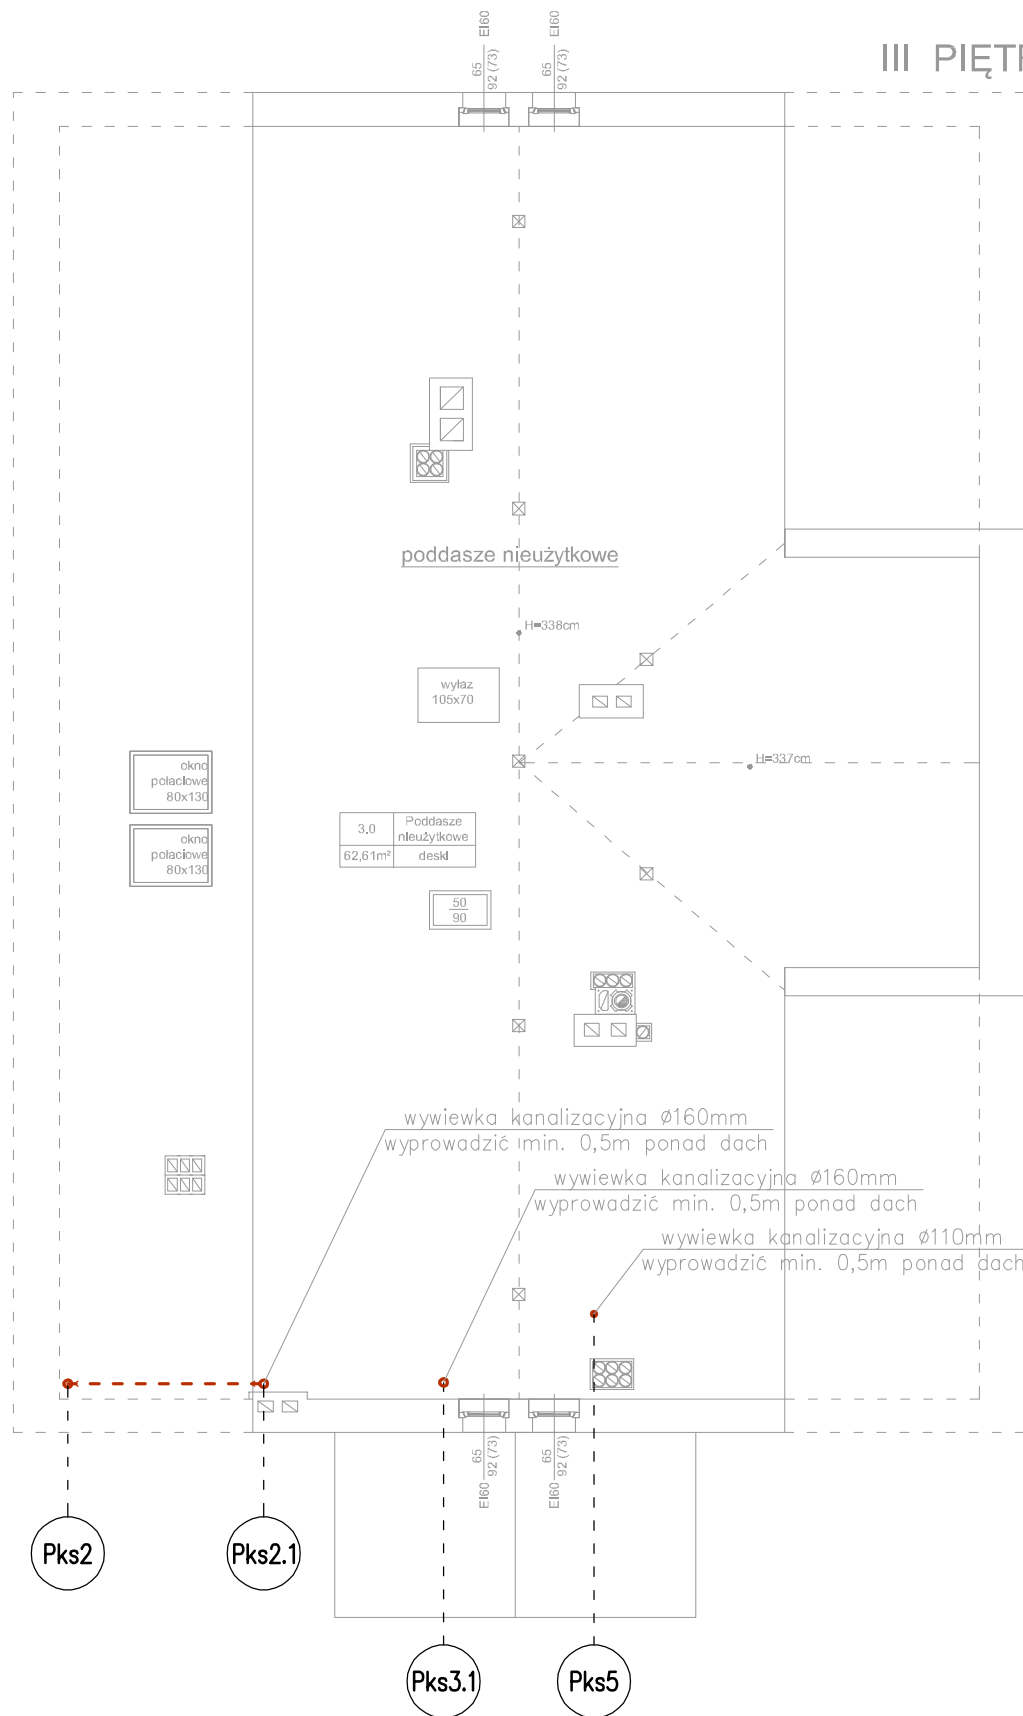 EI60
65
92 (73)
EI60
65
92 (73)
III PIĘTR
poddasze nieużytkowe
H=338cm
wyłaz
105x70
H=337cm
okno
połaciowe
80x130
okno
połaciowe
80x130
3.0
Poddasze
nieużytkowe
62,61m²
deski
50
90
wywiewka kanalizacyjna Ø160mm
wyprowadzić min. 0,5m ponad dach
wywiewka kanalizacyjna Ø160mm
wyprowadzić min. 0,5m ponad dach
wywiewka kanalizacyjna Ø110mm
wyprowadzić min. 0,5m ponad dach
EI60
65
92 (73)
EI60
65
92 (73)
Pks2
Pks2.1
Pks3.1
Pks5